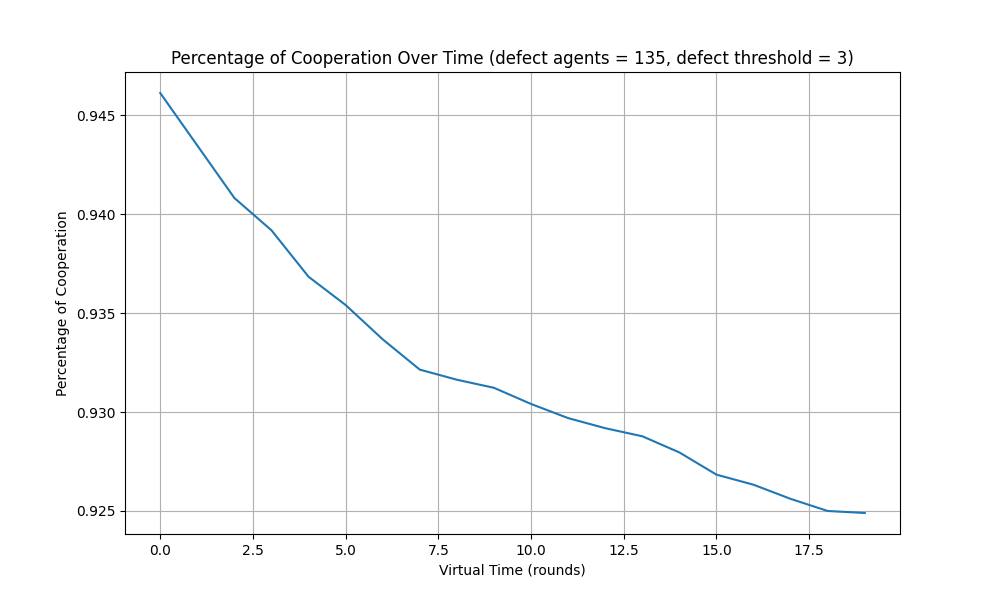 Percentage of Cooperation Over Time (defect agents = 135, defect threshold = 3)
Percentage of Cooperation
0.945
0.940
0.935
0.930
0.925
0.0 2.5 5.0 7.5 10.0 12.5 15.0 17.5
Virtual Time (rounds)